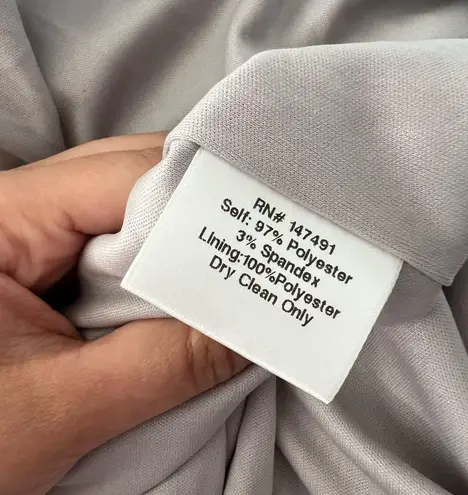 RN# 147491
Self: 97% Polyester
3% Spandex
Lining:100%Polyester
Dry Clean Only